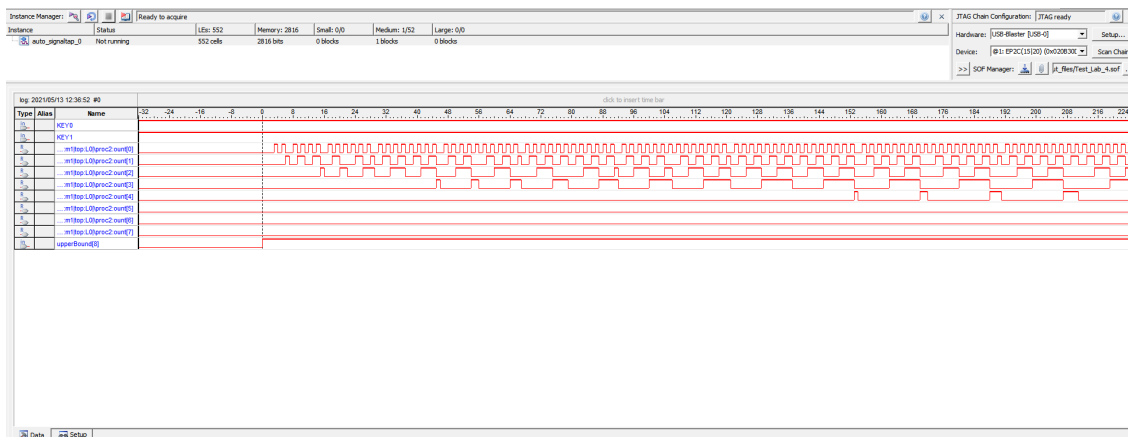 Instance Manager: Ready to acquire
Instance Status LEs: 552 Memory: 2816 Small: 0/0 Medium: 1/52 Large: 0/0
auto_signaltap_0 Not running 552 cells 2816 bits 0 blocks 1 blocks 0 blocks
JTAG Chain Configuration: JTAG ready
Hardware: USB-Blaster [USB-0] Setup...
Device: @1: EP2C(15|20) (0x020B30D Scan Chain
>> SOF Manager: ut_files/Test_Lab_4.sof ...
log: 2021/05/13 12:36:52 #0 click to insert time bar
Type Alias Name -32 -24 -16 -8 0 8 16 24 32 40 48 56 64 72 80 88 96 104 112 120 128 136 144 152 160 168 176 184 192 200 208 216 224
KEY0
KEY1
...:m1|top:L0|\proc2:ount[0]
...:m1|top:L0|\proc2:ount[1]
...:m1|top:L0|\proc2:ount[2]
...:m1|top:L0|\proc2:ount[3]
...:m1|top:L0|\proc2:ount[4]
...:m1|top:L0|\proc2:ount[5]
...:m1|top:L0|\proc2:ount[6]
...:m1|top:L0|\proc2:ount[7]
upperBound[8]
Data Setup